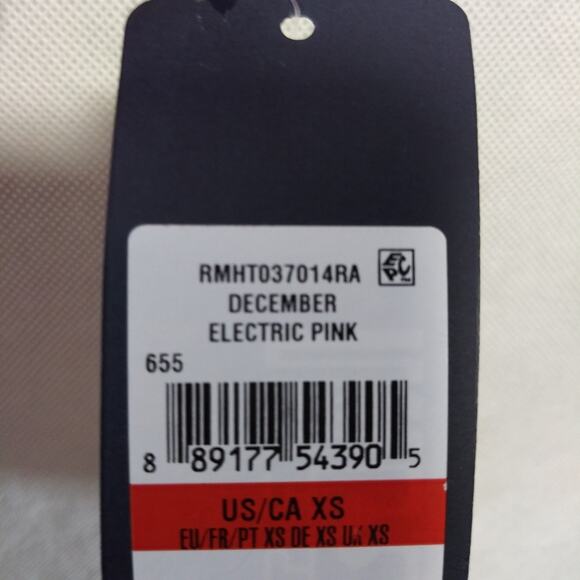 RMHT037014RA
DECEMBER
ELECTRIC PINK
655
8 89177 54390 5
US/CA XS
EU/FR/PT XS DE XS UK XS